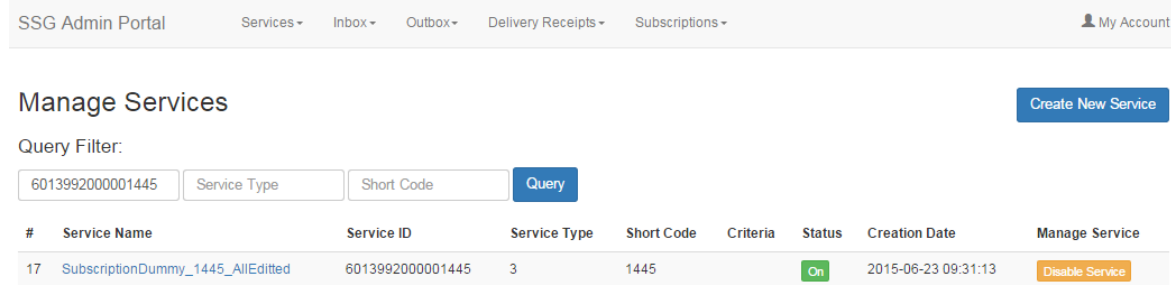 SSG Admin Portal Services Inbox Outbox Delivery Receipts Subscriptions My Account
Manage Services Create New Service
Query Filter:
6013992000001445 Service Type Short Code Query
# Service Name Service ID Service Type Short Code Criteria Status Creation Date Manage Service
17 SubscriptionDummy_1445_AllEditted 6013992000001445 3 1445 On 2015-06-23 09:31:13 Disable Service